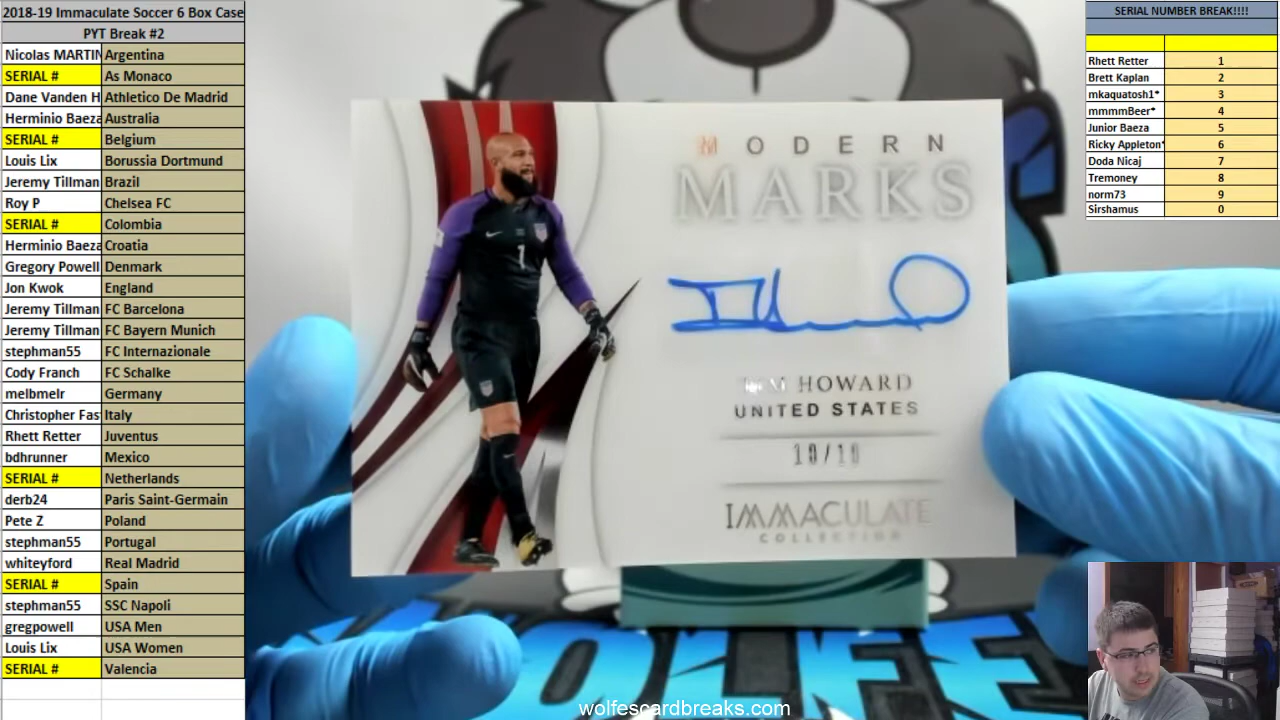 2018-19 Immaculate Soccer 6 Box Case
PYT Break #2
Nicolas MARTIN Argentina
SERIAL # As Monaco
Dane Vanden H Athletico De Madrid
Herminio Baeza Australia
SERIAL # Belgium
Louis Lix Borussia Dortmund
Jeremy Tillman Brazil
Roy P Chelsea FC
SERIAL # Colombia
Herminio Baeza Croatia
Gregory Powell Denmark
Jon Kwok England
Jeremy Tillman FC Barcelona
Jeremy Tillman FC Bayern Munich
stephman55 FC Internazionale
Cody Franch FC Schalke
melbmelr Germany
Christopher Fas Italy
Rhett Retter Juventus
bdhrunner Mexico
SERIAL # Netherlands
derb24 Paris Saint-Germain
Pete Z Poland
stephman55 Portugal
whiteyford Real Madrid
SERIAL # Spain
stephman55 SSC Napoli
gregpowell USA Men
Louis Lix USA Women
SERIAL # Valencia
MODERN
MARKS
1
TIM HOWARD
UNITED STATES
10/10
IMMACULATE
COLLECTION
WOLFE
wolfescardbreaks.com
SERIAL NUMBER BREAK!!!!
Rhett Retter 1
Brett Kaplan 2
mkaquatosh1* 3
mmmmBeer* 4
Junior Baeza 5
Ricky Appleton* 6
Doda Nicaj 7
Tremoney 8
norm73 9
Sirshamus 0